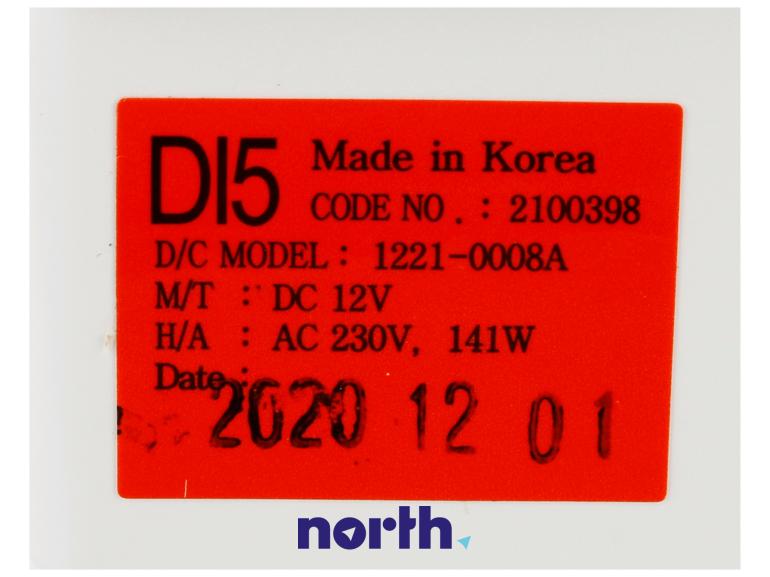 DI5
Made in Korea
CODE NO. : 2100398
D/C MODEL : 1221-0008A
M/T : DC 12V
H/A : AC 230V, 141W
Date :
2020 12 01
north